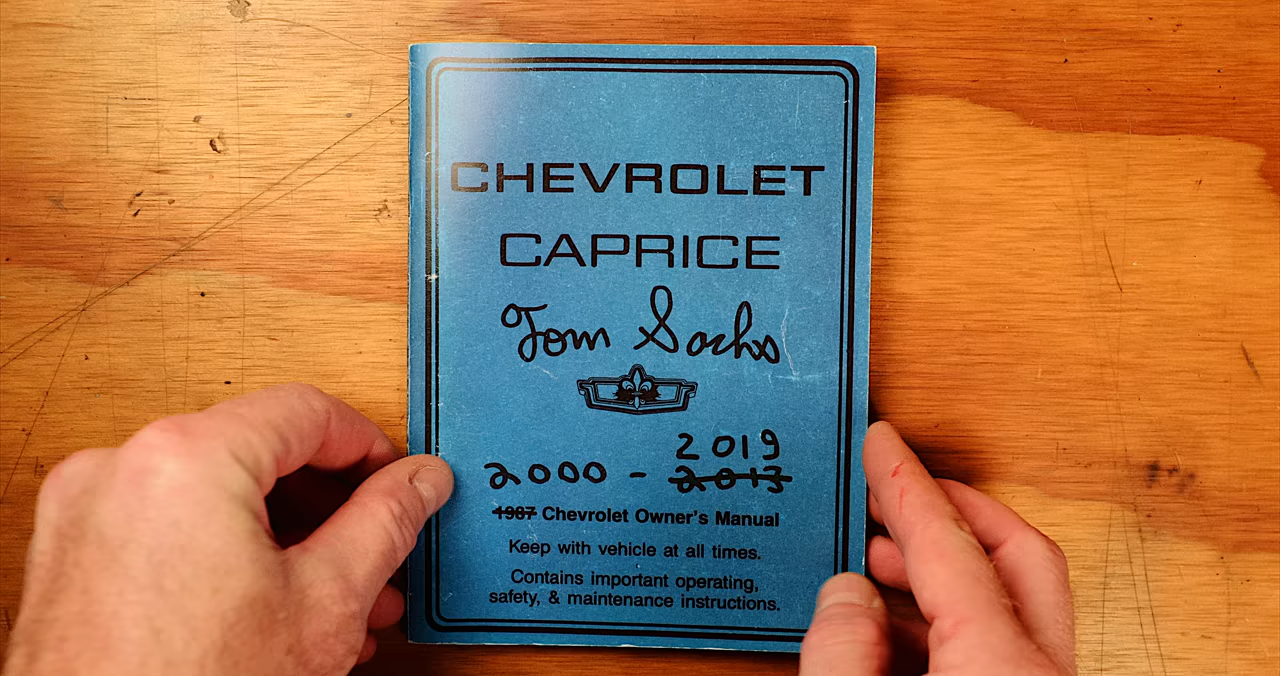 CHEVROLET
CAPRICE
Tom Sachs
2019
2000 - 2013
1987 Chevrolet Owner's Manual
Keep with vehicle at all times.
Contains important operating,
safety, & maintenance instructions.